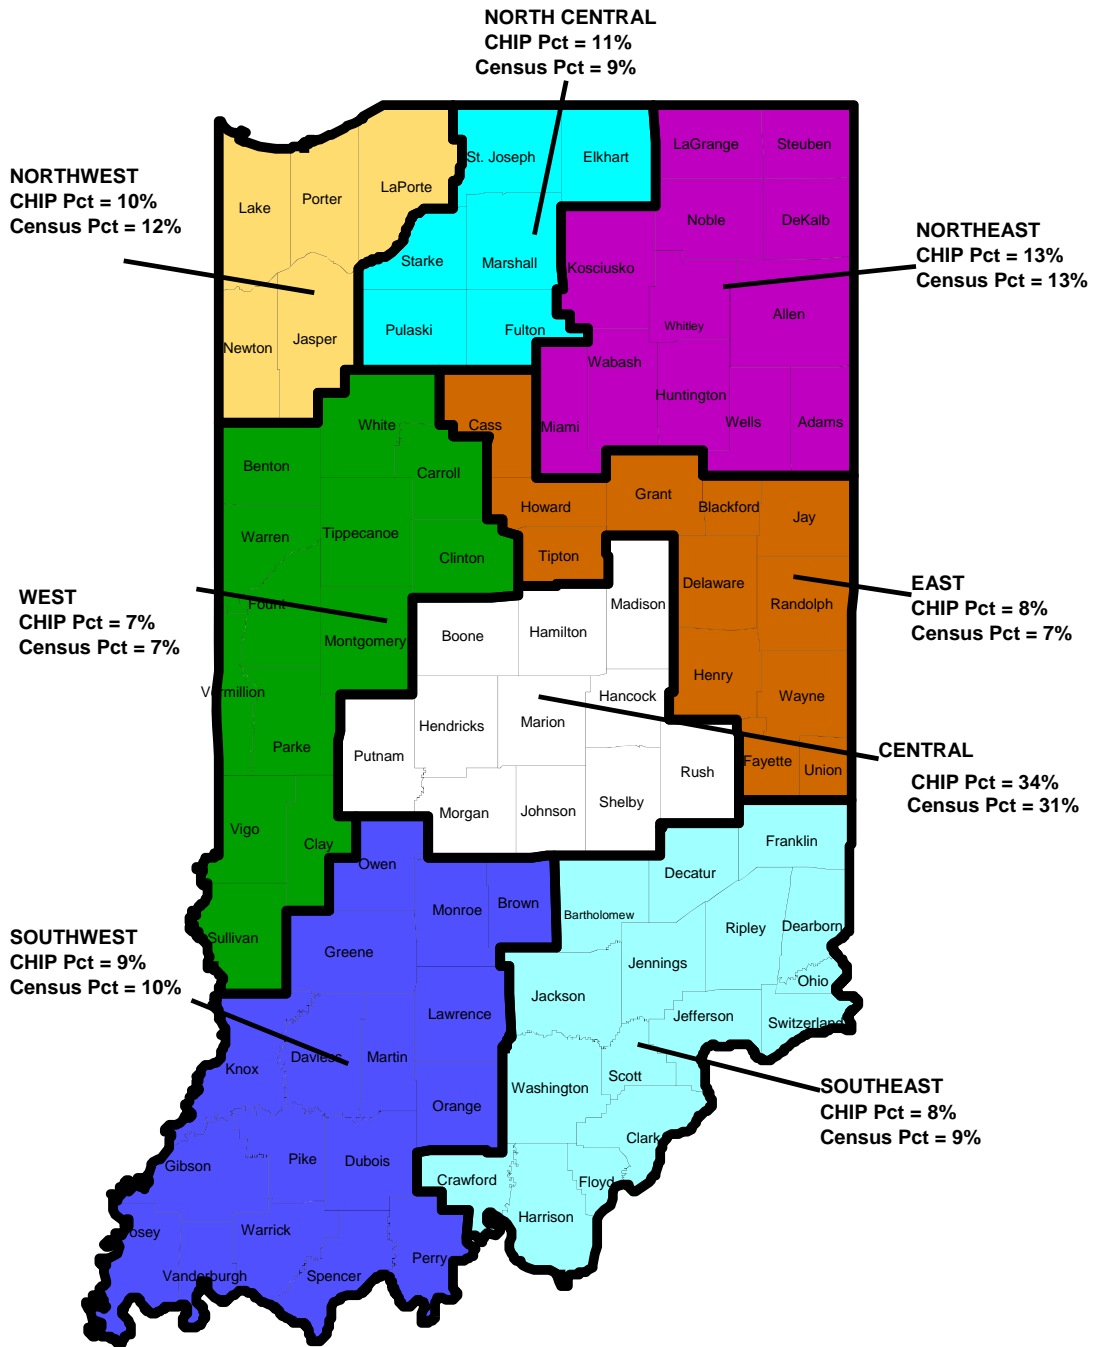 NORTH CENTRAL
CHIP Pct = 11%
Census Pct = 9%
NORTHWEST
CHIP Pct = 10%
Census Pct = 12%
NORTHEAST
CHIP Pct = 13%
Census Pct = 13%
WEST
CHIP Pct = 7%
Census Pct = 7%
EAST
CHIP Pct = 8%
Census Pct = 7%
CENTRAL
CHIP Pct = 34%
Census Pct = 31%
SOUTHWEST
CHIP Pct = 9%
Census Pct = 10%
SOUTHEAST
CHIP Pct = 8%
Census Pct = 9%
Lake
Porter
LaPorte
Newton
Jasper
St. Joseph
Elkhart
Starke
Marshall
Pulaski
Fulton
LaGrange
Steuben
Noble
DeKalb
Kosciusko
Whitley
Allen
Wabash
Huntington
Miami
Wells
Adams
White
Benton
Carroll
Warren
Tippecanoe
Clinton
Fount
Montgomery
Vermillion
Parke
Vigo
Clay
Sullivan
Cass
Howard
Grant
Blackford
Jay
Tipton
Delaware
Randolph
Henry
Wayne
Fayette
Union
Madison
Boone
Hamilton
Hancock
Hendricks
Marion
Putnam
Rush
Morgan
Johnson
Shelby
Owen
Monroe
Brown
Greene
Lawrence
Knox
Daviess
Martin
Orange
Gibson
Pike
Dubois
osey
Warrick
Vanderburgh
Spencer
Perry
Franklin
Decatur
Bartholomew
Ripley
Dearborn
Jennings
Ohio
Jackson
Jefferson
Switzerland
Washington
Scott
Clark
Crawford
Floyd
Harrison